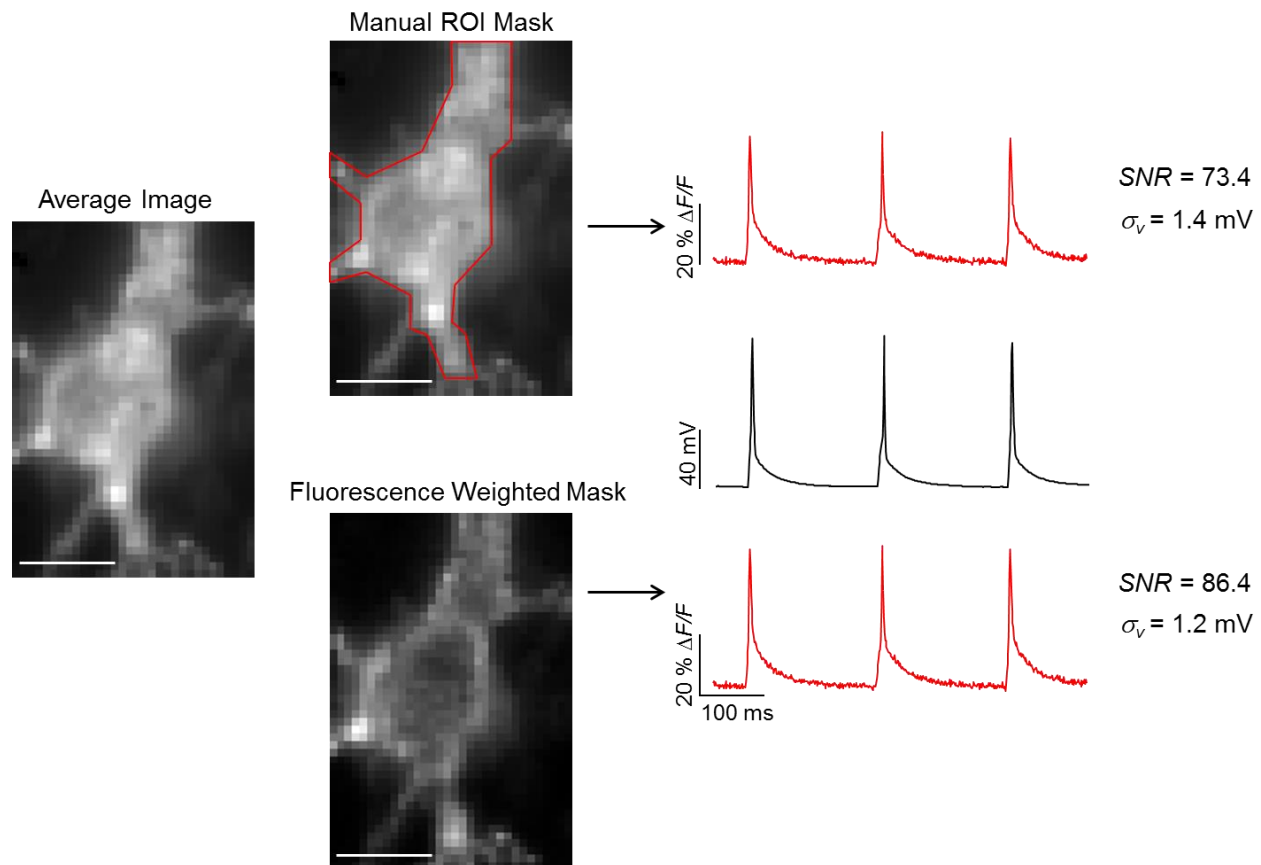 Average Image
Manual ROI Mask
20 % ΔF/F
SNR = 73.4
σv = 1.4 mV
40 mV
Fluorescence Weighted Mask
20 % ΔF/F
100 ms
SNR = 86.4
σv = 1.2 mV